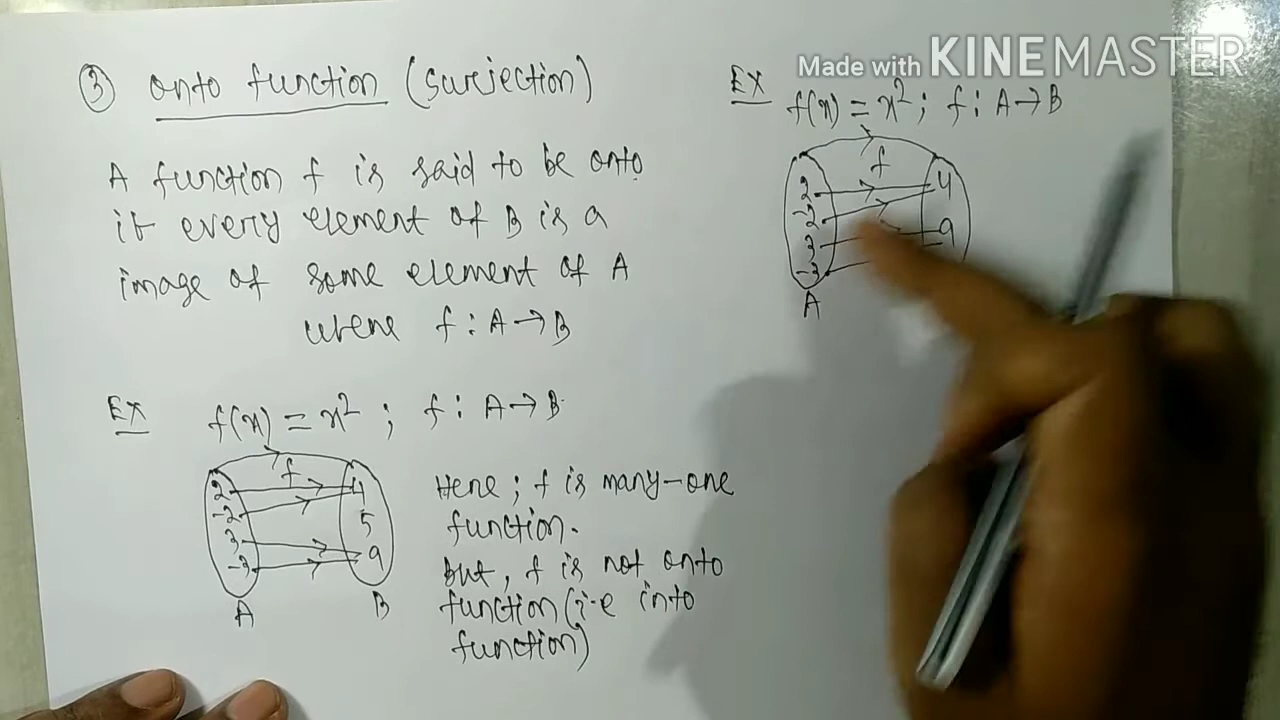 ③ onto function (Surjection)
A function f is said to be onto
if every element of B is a
image of some element of A
where f : A → B
EX f(x) = x² ; f : A → B.
f
2
-2
3
-3
4
5
9
A
B
Here ; f is many-one
function.
But, f is not onto
function (i-e into
function)
Made with KINEMASTER
EX
f(x) = x² ; f : A → B
f
2
-2
3
-3
4
9
A